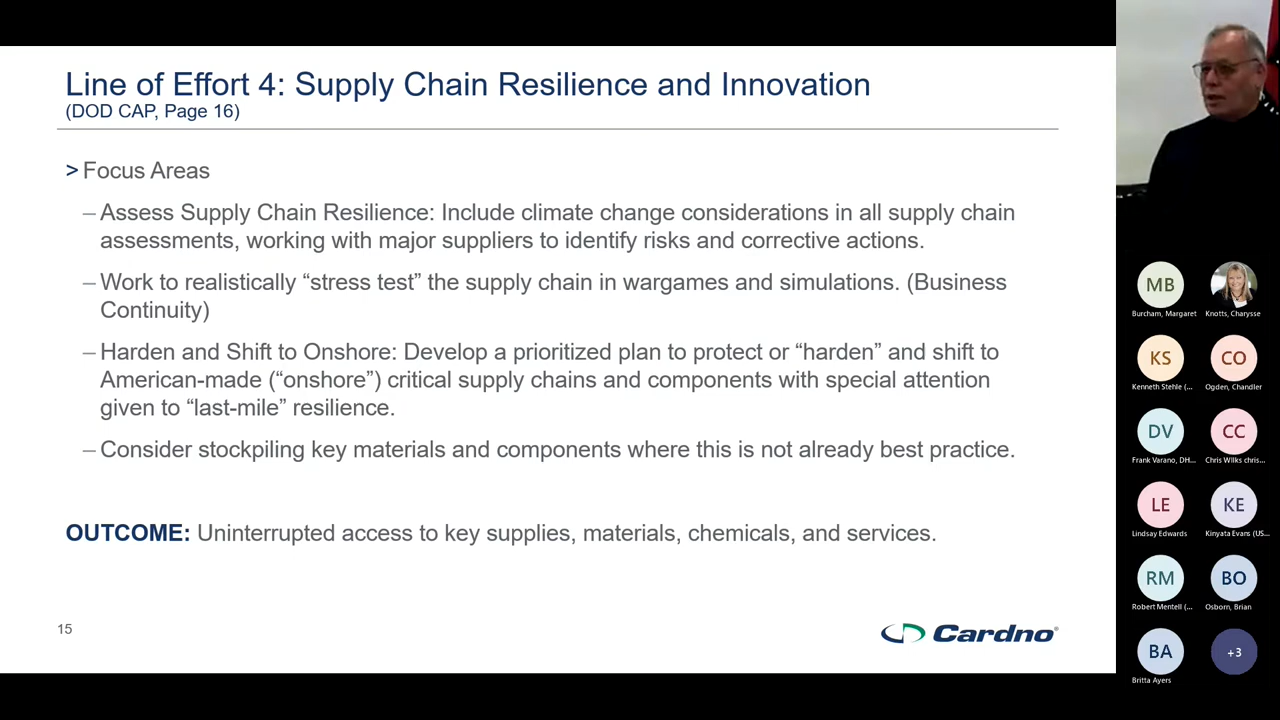 Line of Effort 4: Supply Chain Resilience and Innovation
(DOD CAP, Page 16)
> Focus Areas
– Assess Supply Chain Resilience: Include climate change considerations in all supply chain
assessments, working with major suppliers to identify risks and corrective actions.
– Work to realistically “stress test” the supply chain in wargames and simulations. (Business
Continuity)
– Harden and Shift to Onshore: Develop a prioritized plan to protect or “harden” and shift to
American-made (“onshore”) critical supply chains and components with special attention
given to “last-mile” resilience.
– Consider stockpiling key materials and components where this is not already best practice.
OUTCOME: Uninterrupted access to key supplies, materials, chemicals, and services.
15
Cardno®
MB
Burcham, Margaret
Knotts, Charysse
KS
Kenneth Stehle (...
CO
Ogden, Chandler
DV
Frank Varano, DH...
CC
Chris WIlks chris...
LE
Lindsay Edwards
KE
Kinyata Evans (US...
RM
Robert Mentell (...
BO
Osborn, Brian
BA
Britta Ayers
+3